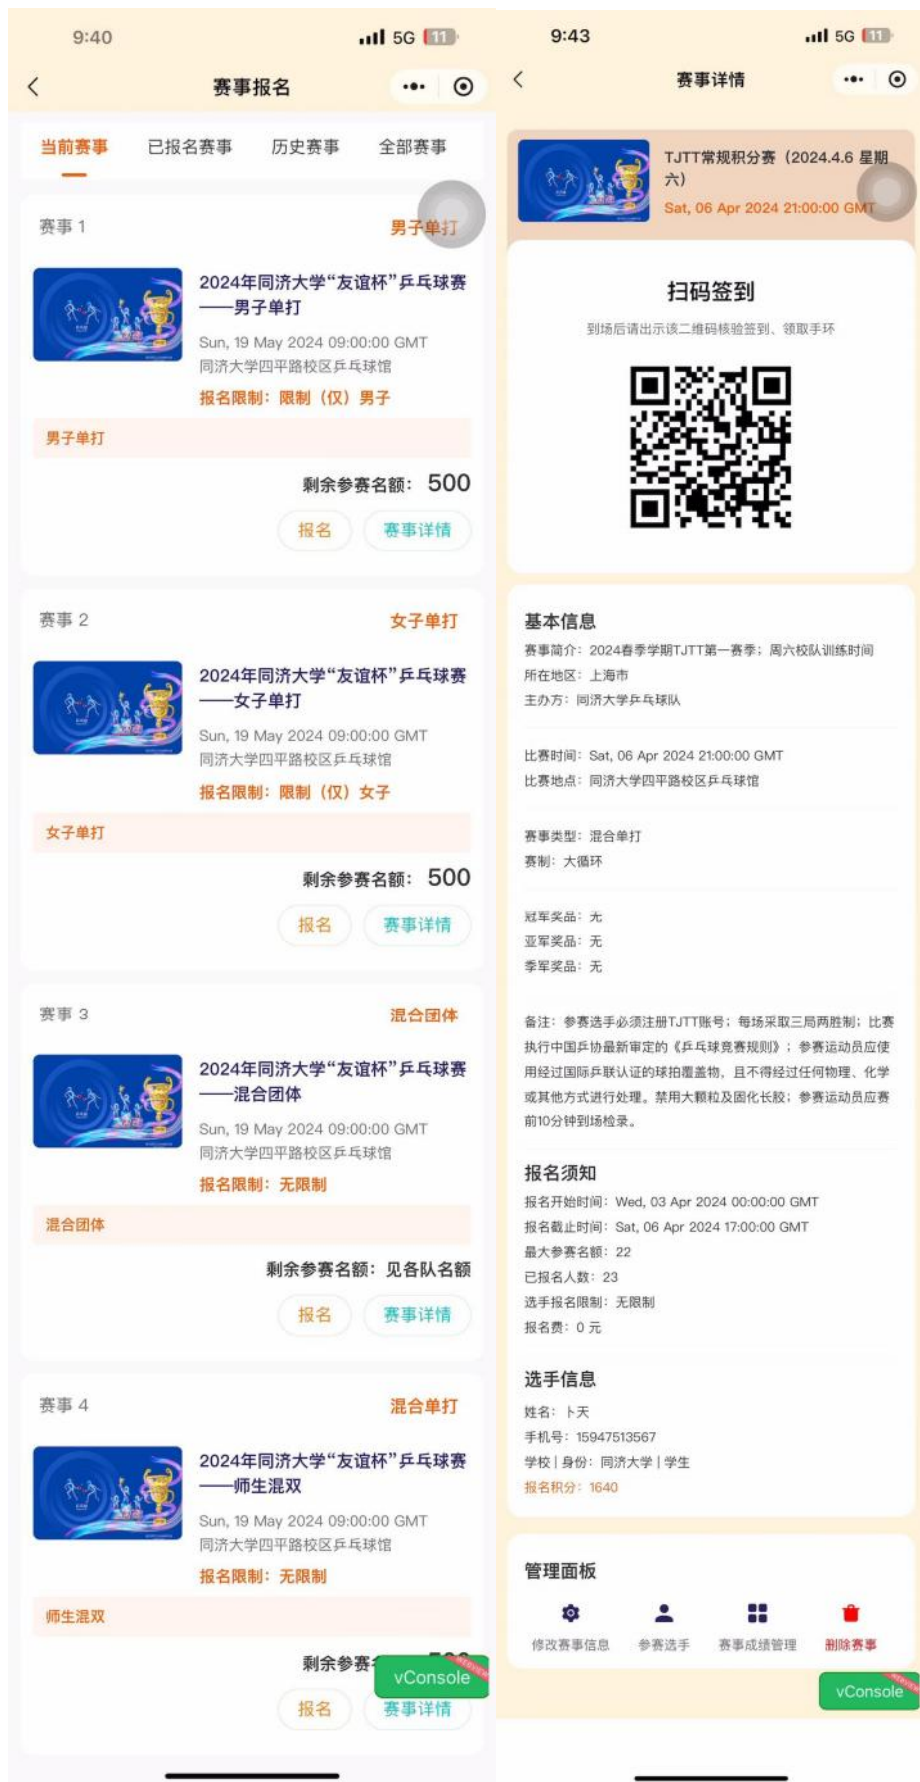 9:40
5G 11
赛事报名
当前赛事 已报名赛事 历史赛事 全部赛事
赛事 1 男子单打
2024年同济大学“友谊杯”乒乓球赛
——男子单打
Sun, 19 May 2024 09:00:00 GMT
同济大学四平路校区乒乓球馆
报名限制：限制（仅）男子
男子单打
剩余参赛名额： 500
报名 赛事详情
赛事 2 女子单打
2024年同济大学“友谊杯”乒乓球赛
——女子单打
Sun, 19 May 2024 09:00:00 GMT
同济大学四平路校区乒乓球馆
报名限制：限制（仅）女子
女子单打
剩余参赛名额： 500
报名 赛事详情
赛事 3 混合团体
2024年同济大学“友谊杯”乒乓球赛
——混合团体
Sun, 19 May 2024 09:00:00 GMT
同济大学四平路校区乒乓球馆
报名限制：无限制
混合团体
剩余参赛名额：见各队名额
报名 赛事详情
赛事 4 混合单打
2024年同济大学“友谊杯”乒乓球赛
——师生混双
Sun, 19 May 2024 09:00:00 GMT
同济大学四平路校区乒乓球馆
报名限制：无限制
师生混双
剩余参赛
vConsole
报名 赛事详情
9:43
5G 11
赛事详情
TJTT常规积分赛（2024.4.6 星期
六）
Sat, 06 Apr 2024 21:00:00 GMT
扫码签到
到场后请出示该二维码核验签到、领取手环
基本信息
赛事简介：2024春季学期TJTT第一赛季；周六校队训练时间
所在地区：上海市
主办方：同济大学乒乓球队
比赛时间：Sat, 06 Apr 2024 21:00:00 GMT
比赛地点：同济大学四平路校区乒乓球馆
赛事类型：混合单打
赛制：大循环
冠军奖品：无
亚军奖品：无
季军奖品：无
备注：参赛选手必须注册TJTT账号；每场采取三局两胜制；比赛
执行中国乒协最新审定的《乒乓球竞赛规则》；参赛运动员应使
用经过国际乒联认证的球拍覆盖物，且不得经过任何物理、化学
或其他方式进行处理。禁用大颗粒及固化长胶；参赛运动员应赛
前10分钟到场检录。
报名须知
报名开始时间：Wed, 03 Apr 2024 00:00:00 GMT
报名截止时间：Sat, 06 Apr 2024 17:00:00 GMT
最大参赛名额：22
已报名人数：23
选手报名限制：无限制
报名费：0 元
选手信息
姓名：卜天
手机号：15947513567
学校 | 身份：同济大学 | 学生
报名积分：1640
管理面板
修改赛事信息 参赛选手 赛事成绩管理 删除赛事
vConsole